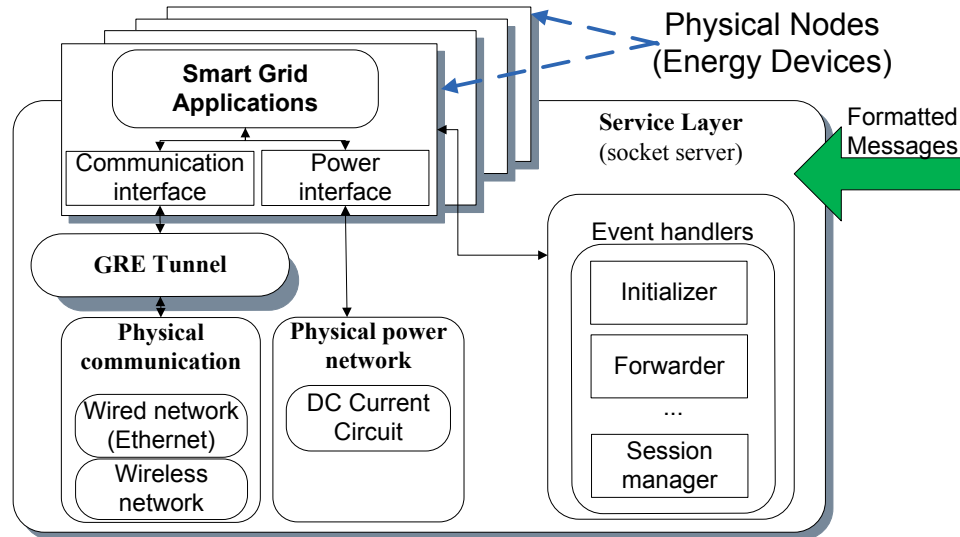 Physical Nodes
(Energy Devices)
Smart Grid
Applications
Communication
interface
Power
interface
Service Layer
(socket server)
Formatted
Messages
GRE Tunnel
Event handlers
Initializer
Forwarder
...
Session
manager
Physical
communication
Wired network
(Ethernet)
Wireless
network
Physical power
network
DC Current
Circuit